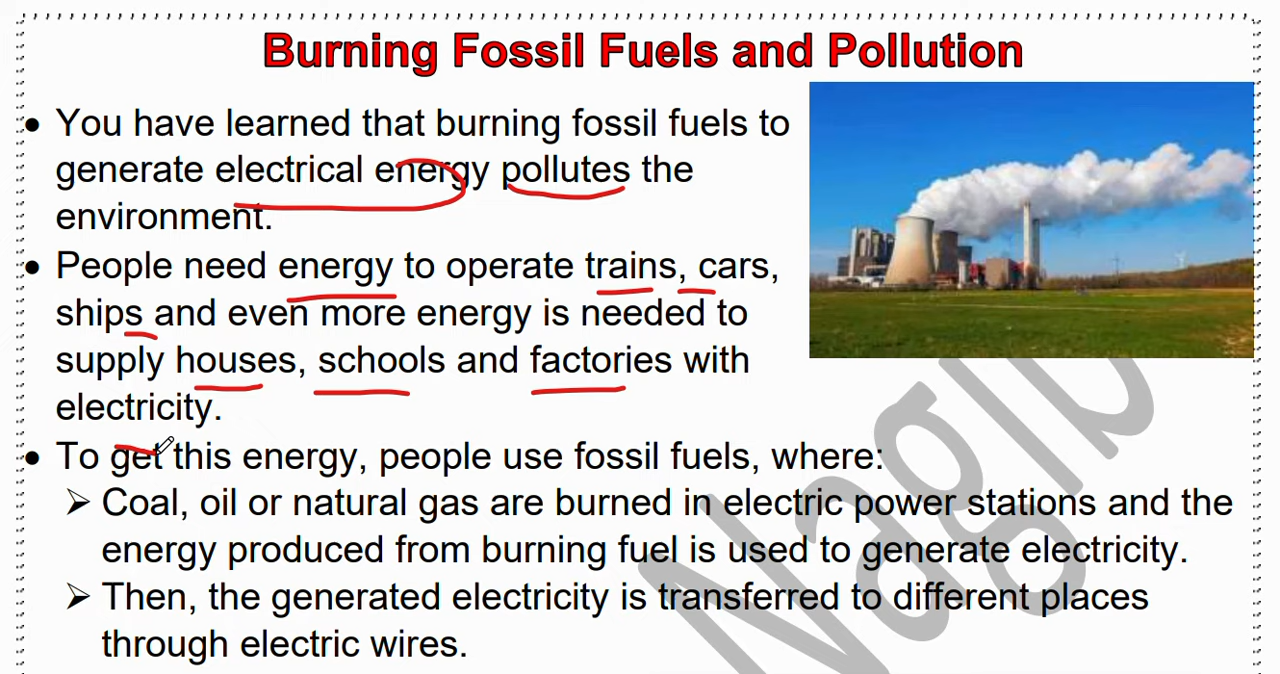 Burning Fossil Fuels and Pollution
• You have learned that burning fossil fuels to
generate electrical energy pollutes the
environment.
• People need energy to operate trains, cars,
ships and even more energy is needed to
supply houses, schools and factories with
electricity.
• To get this energy, people use fossil fuels, where:
➢ Coal, oil or natural gas are burned in electric power stations and the
energy produced from burning fuel is used to generate electricity.
➢ Then, the generated electricity is transferred to different places
through electric wires.
Nagib